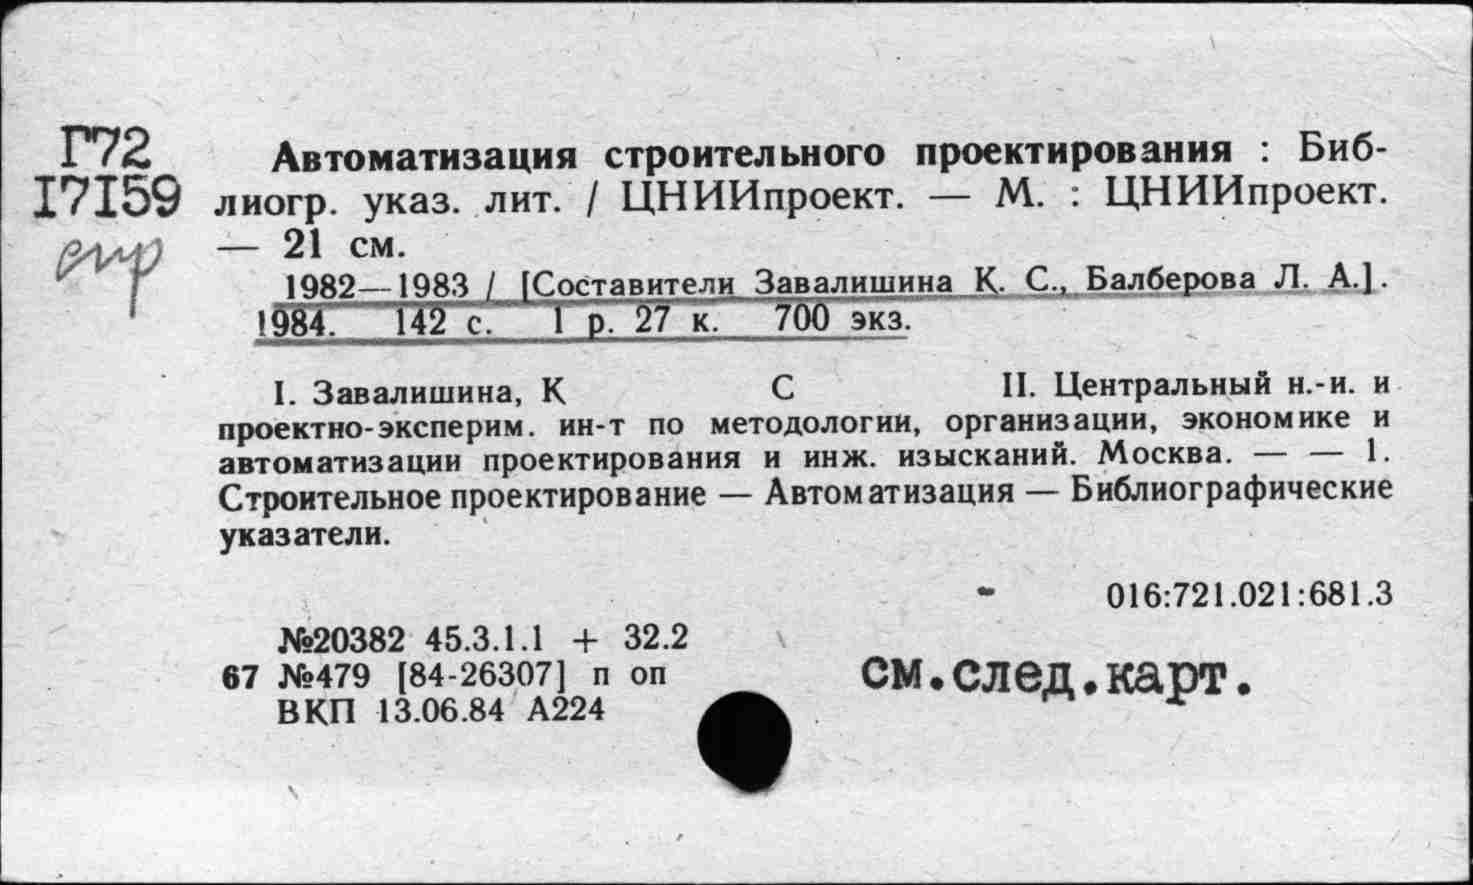 Г72
I7I59
Автоматизация строительного проектирования : Биб-
лиогр. указ. лит. / ЦНИИпроект. — М. : ЦНИИпроект.
— 21 см.
1982—1983 / [Составители Завалишина К. С., Балберова Л. А.].
1984. 142 с. 1 р. 27 к. 700 экз.
I. Завалишина, К С II. Центральный н.-и. и
проектно-эксперим. ин-т по методологии, организации, экономике и
автоматизации проектирования и инж. изысканий. Москва. — — 1.
Строительное проектирование — Автоматизация — Библиографические
указатели.
016:721.021:681.3
№20382 45.3.1.1 + 32.2
67 №479 [84-26307] п оп
ВКП 13.06.84 А224
см.след.карт.